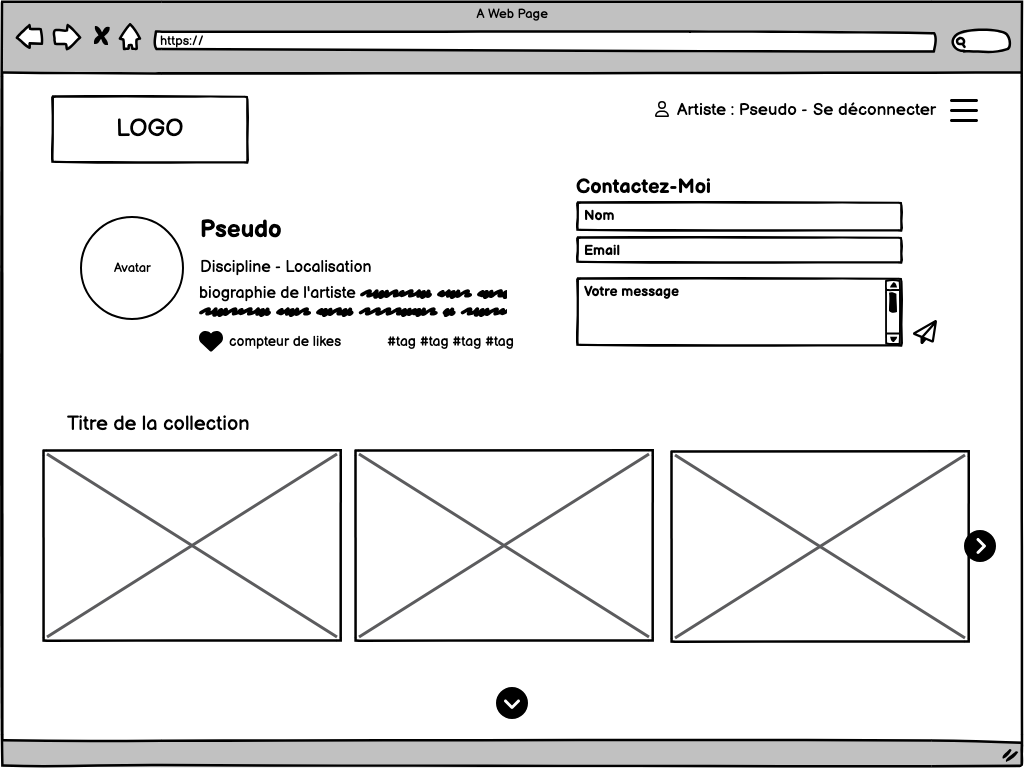 A Web Page
https://
LOGO
Artiste : Pseudo - Se déconnecter
Pseudo
Avatar
Discipline - Localisation
biographie de l'artiste
compteur de likes
#tag #tag #tag #tag
Contactez-Moi
Nom
Email
Votre message
Titre de la collection